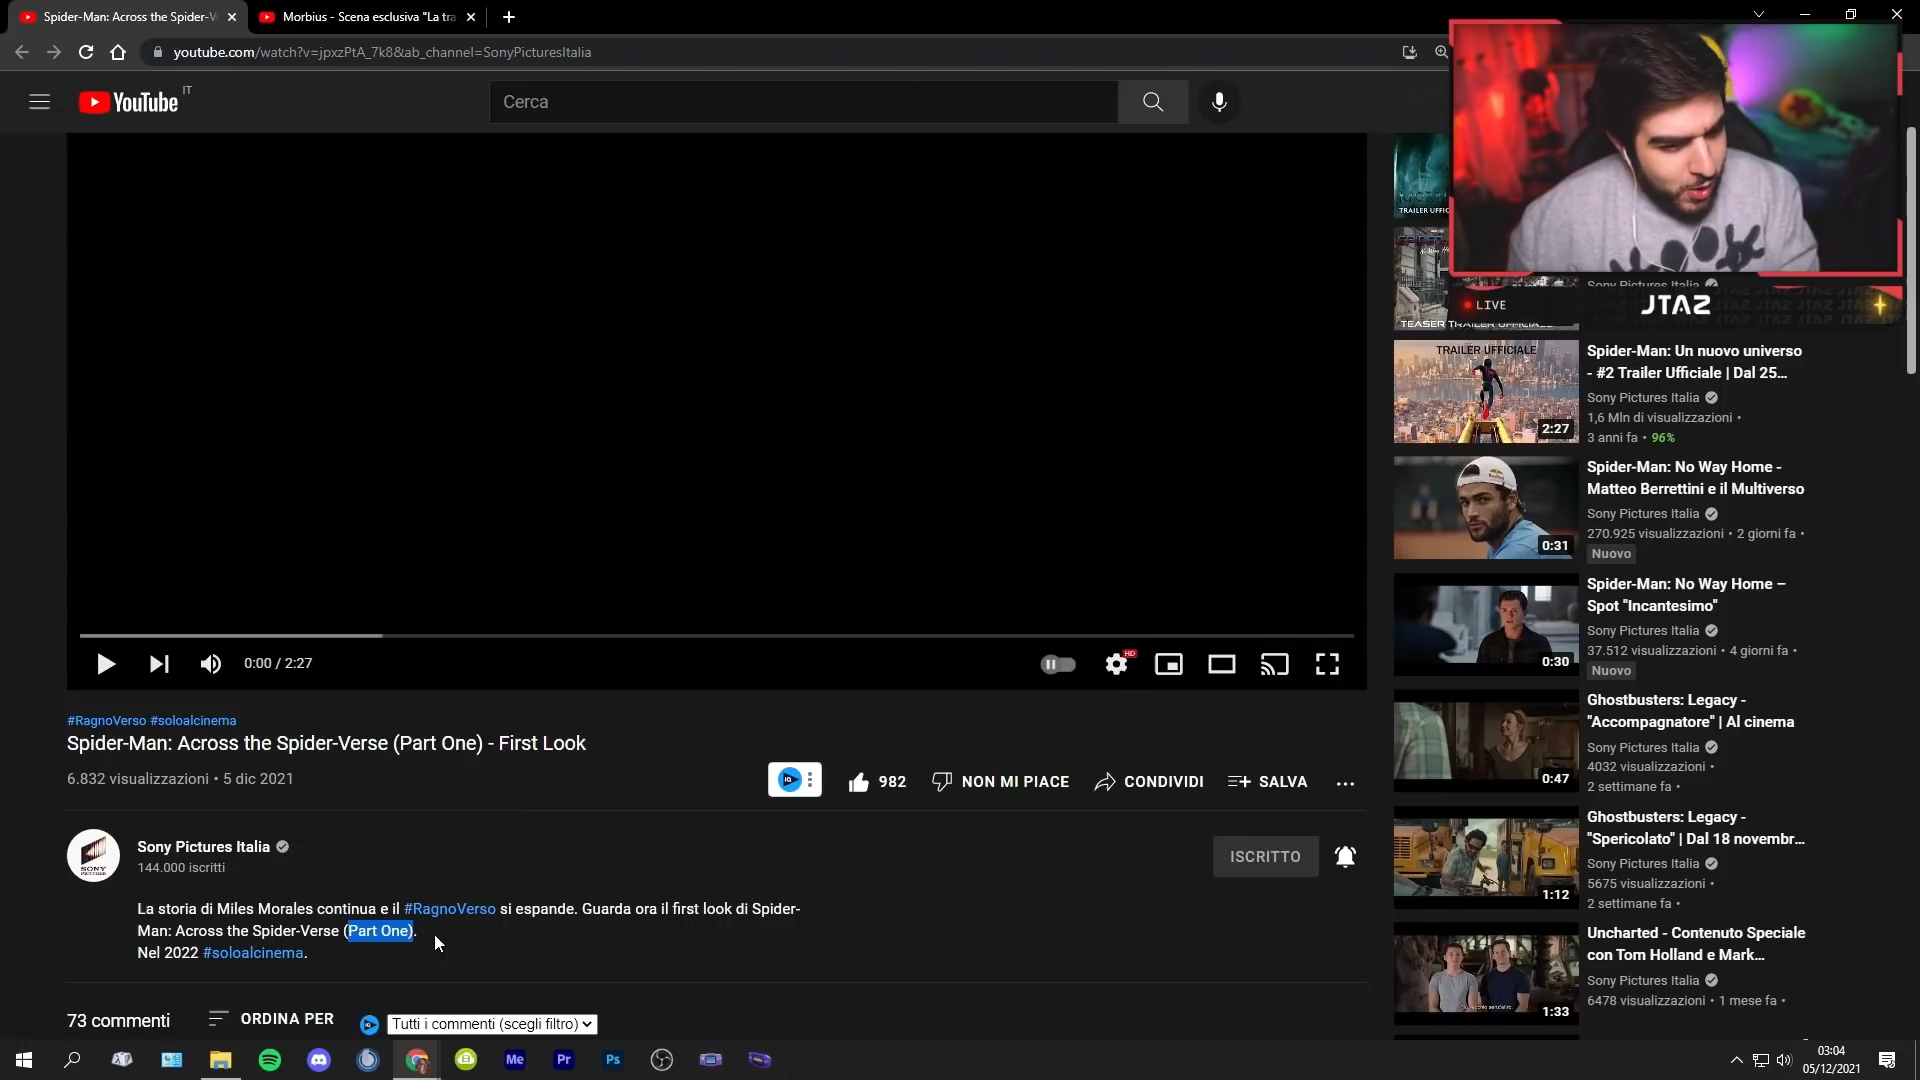 Spider-Man: Across the Spider-V
Morbius - Scena esclusiva "La tra
youtube.com/watch?v=jpxzPtA_7k8&ab_channel=SonyPicturesItalia
YouTube IT
Cerca
LIVE
JTAZ
TRAILER UFFIC
TEASER TRAILER UFFICIALE
Sony Pictures Italia
0:00 / 2:27
HD
#RagnoVerso #soloalcinema
Spider-Man: Across the Spider-Verse (Part One) - First Look
6.832 visualizzazioni • 5 dic 2021
982
NON MI PIACE
CONDIVIDI
SALVA
SONY
PICTURES
Sony Pictures Italia
144.000 iscritti
ISCRITTO
La storia di Miles Morales continua e il #RagnoVerso si espande. Guarda ora il first look di Spider-
Man: Across the Spider-Verse (Part One).
Nel 2022 #soloalcinema.
73 commenti
ORDINA PER
Tutti i commenti (scegli filtro)
TRAILER UFFICIALE
2:27
Spider-Man: Un nuovo universo
- #2 Trailer Ufficiale | Dal 25...
Sony Pictures Italia
1,6 Mln di visualizzazioni •
3 anni fa • 96%
0:31
Spider-Man: No Way Home -
Matteo Berrettini e il Multiverso
Sony Pictures Italia
270.925 visualizzazioni • 2 giorni fa •
Nuovo
0:30
Spider-Man: No Way Home –
Spot "Incantesimo"
Sony Pictures Italia
37.512 visualizzazioni • 4 giorni fa •
Nuovo
0:47
Ghostbusters: Legacy -
"Accompagnatore" | Al cinema
Sony Pictures Italia
4032 visualizzazioni •
2 settimane fa •
1:12
Ghostbusters: Legacy -
"Spericolato" | Dal 18 novembr...
Sony Pictures Italia
5675 visualizzazioni •
2 settimane fa •
1:33
Uncharted - Contenuto Speciale
con Tom Holland e Mark...
Sony Pictures Italia
6478 visualizzazioni • 1 mese fa •
Me
Pr
Ps
03:04
05/12/2021